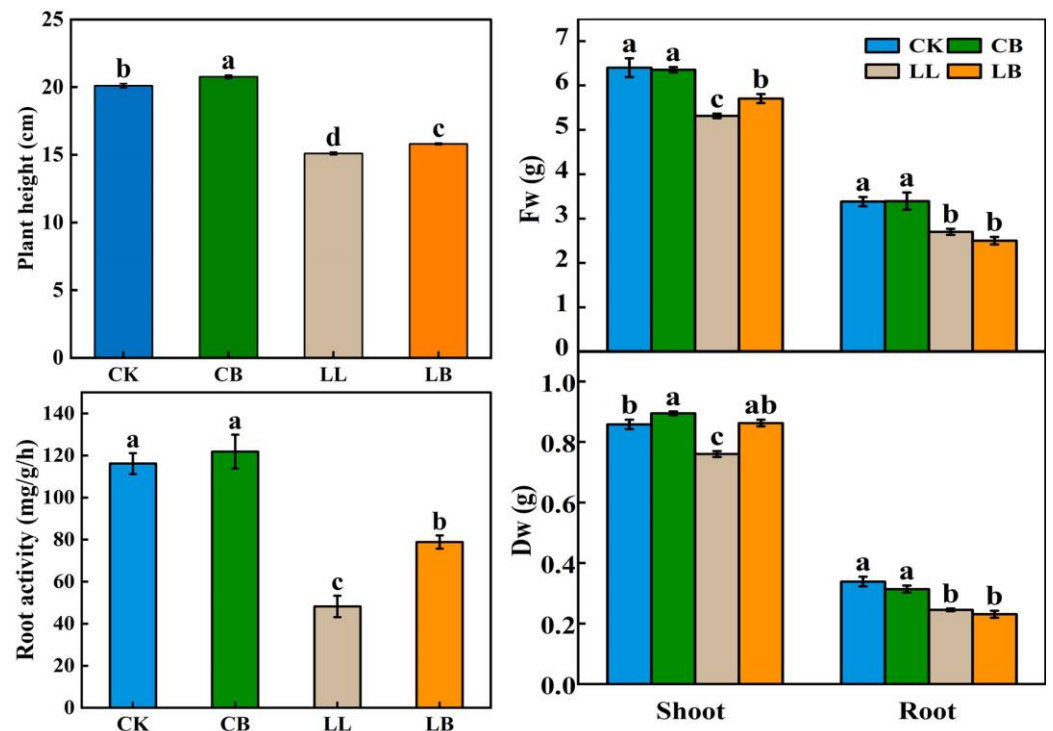 Plant height (cm)
25
20
15
10
5
0
b
a
d
c
CK
CB
LL
LB
Root activity (mg/g/h)
140
120
100
80
60
40
20
0
a
a
c
b
CK
CB
LL
LB
Fw (g)
7
6
5
4
3
2
1
0
CK
CB
LL
LB
a
a
c
b
a
a
b
b
Dw (g)
1.0
0.8
0.6
0.4
0.2
0.0
b
a
c
ab
a
a
b
b
Shoot
Root